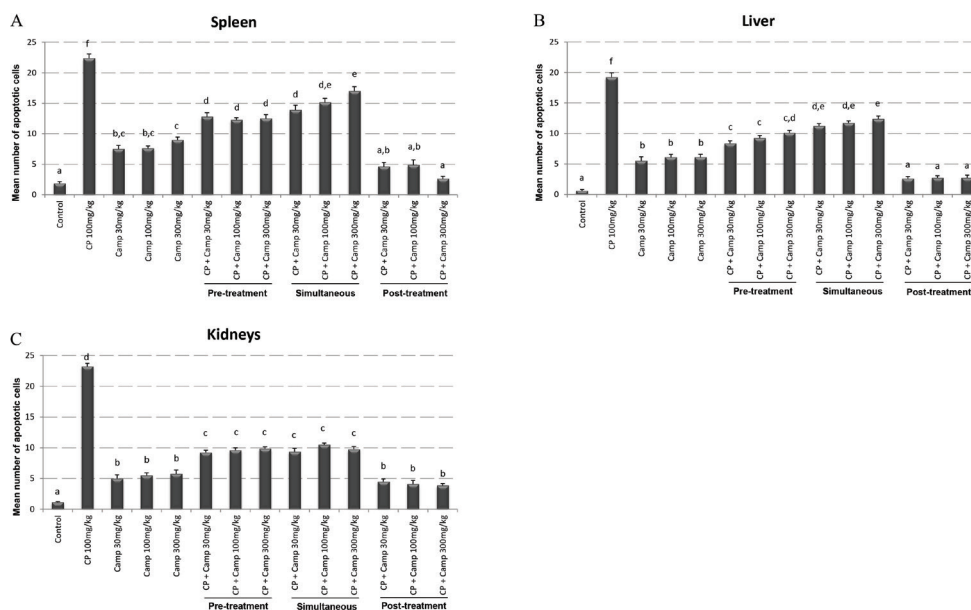 A
Spleen
Mean number of apoptotic cells
25
20
15
10
5
0
a
f
b,c
b,c
c
d
d
d
d
d,e
e
a,b
a,b
a
Control
CP 100mg/kg
Camp 30mg/kg
Camp 100mg/kg
Camp 300mg/kg
CP + Camp 30mg/kg
CP + Camp 100mg/kg
CP + Camp 300mg/kg
CP + Camp 30mg/kg
CP + Camp 100mg/kg
CP + Camp 300mg/kg
CP + Camp 30mg/kg
CP + Camp 100mg/kg
CP + Camp 300mg/kg
Pre-treatment
Simultaneous
Post-treatment
B
Liver
Mean number of apoptotic cells
25
20
15
10
5
0
a
f
b
b
b
c
c
c,d
d,e
d,e
e
a
a
a
Control
CP 100mg/kg
Camp 30mg/kg
Camp 100mg/kg
Camp 300mg/kg
CP + Camp 30mg/kg
CP + Camp 100mg/kg
CP + Camp 300mg/kg
CP + Camp 30mg/kg
CP + Camp 100mg/kg
CP + Camp 300mg/kg
CP + Camp 30mg/kg
CP + Camp 100mg/kg
CP + Camp 300mg/kg
Pre-treatment
Simultaneous
Post-treatment
C
Kidneys
Mean number of apoptotic cells
25
20
15
10
5
0
a
d
b
b
b
c
c
c
c
c
c
b
b
b
Control
CP 100mg/kg
Camp 30mg/kg
Camp 100mg/kg
Camp 300mg/kg
CP + Camp 30mg/kg
CP + Camp 100mg/kg
CP + Camp 300mg/kg
CP + Camp 30mg/kg
CP + Camp 100mg/kg
CP + Camp 300mg/kg
CP + Camp 30mg/kg
CP + Camp 100mg/kg
CP + Camp 300mg/kg
Pre-treatment
Simultaneous
Post-treatment